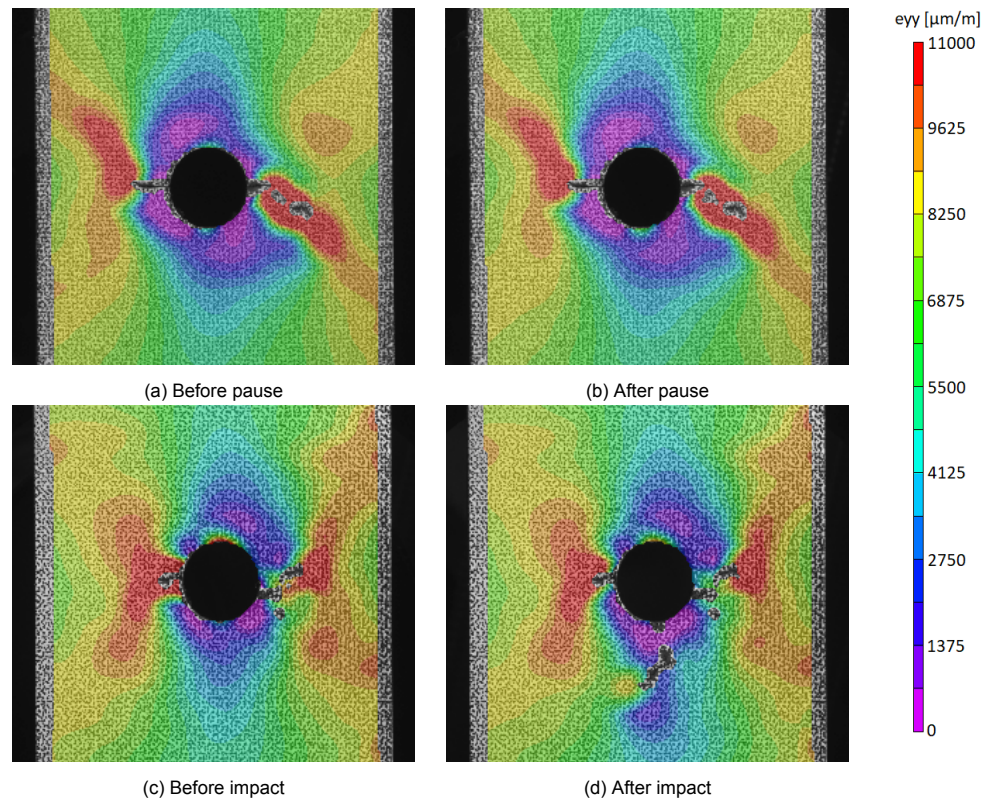 eyy [µm/m]
11000
9625
8250
6875
5500
4125
2750
1375
0
(a) Before pause
(b) After pause
(c) Before impact
(d) After impact